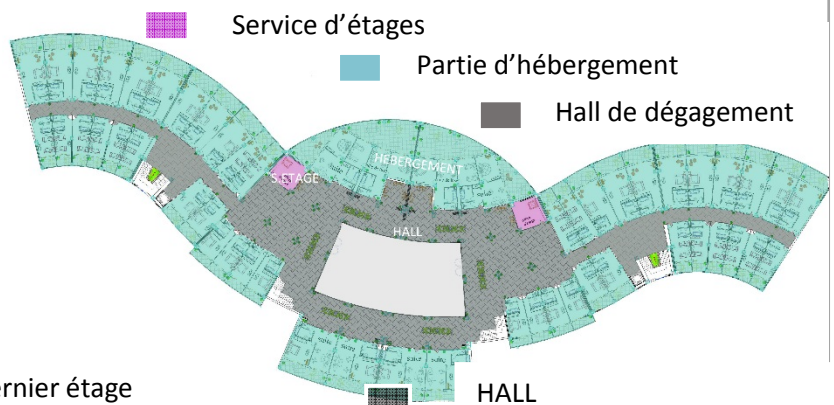 Service d'étages
Partie d'hébergement
Hall de dégagement
HEBERGEMENT
S.ETAGE
HALL
ernier étage
HALL